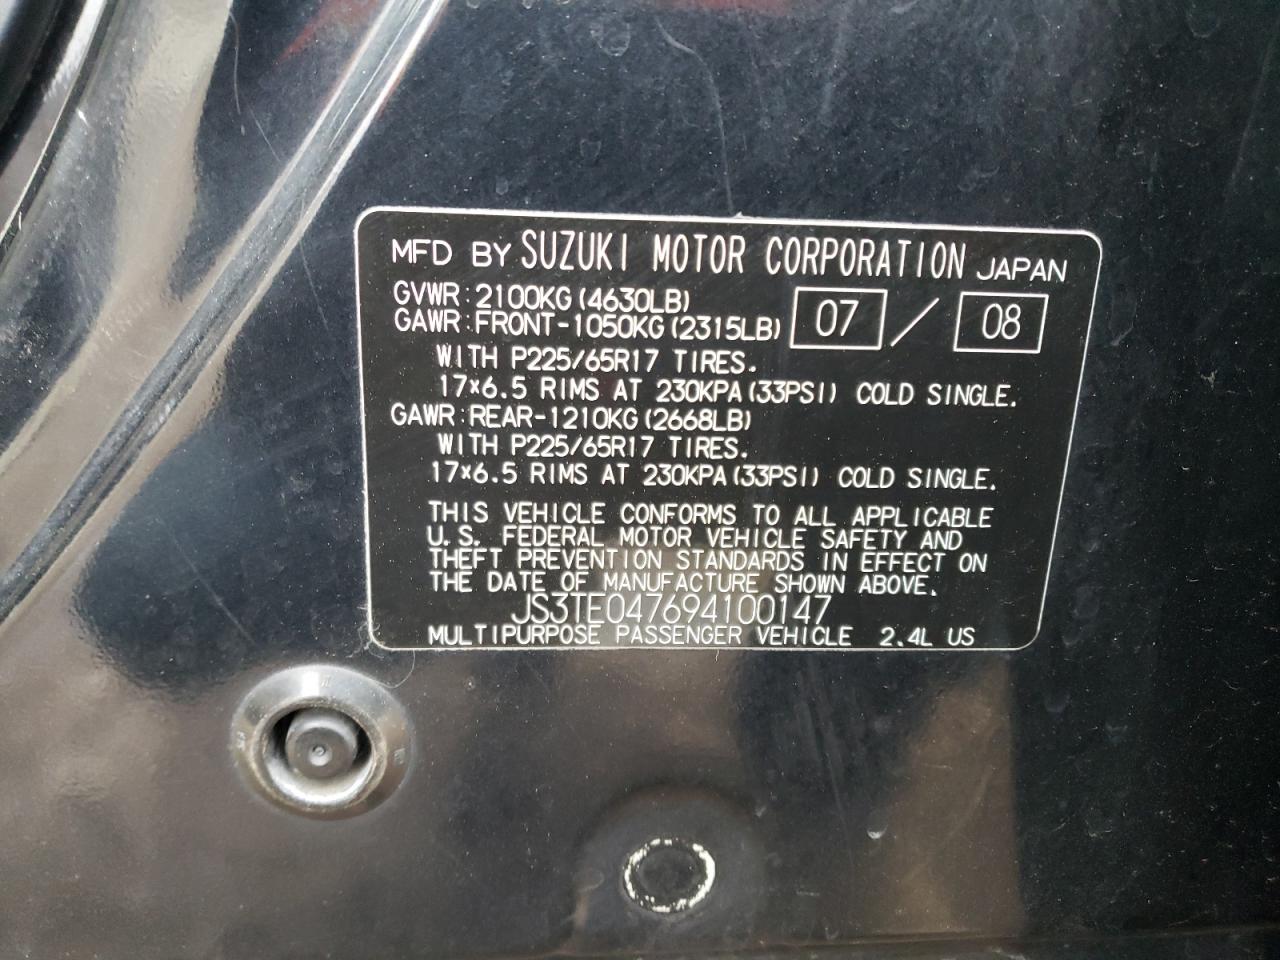 MFD BY SUZUKI MOTOR CORPORATION JAPAN
GVWR:2100KG(4630LB) 07 / 08
GAWR:FRONT-1050KG(2315LB)
WITH P225/65R17 TIRES.
17×6.5 RIMS AT 230KPA(33PSI) COLD SINGLE.
GAWR:REAR-1210KG(2668LB)
WITH P225/65R17 TIRES.
17×6.5 RIMS AT 230KPA(33PSI) COLD SINGLE.
THIS VEHICLE CONFORMS TO ALL APPLICABLE
U.S. FEDERAL MOTOR VEHICLE SAFETY AND
THEFT PREVENTION STANDARDS IN EFFECT ON
THE DATE OF MANUFACTURE SHOWN ABOVE.
JS3TE047694100147
MULTIPURPOSE PASSENGER VEHICLE 2.4L US